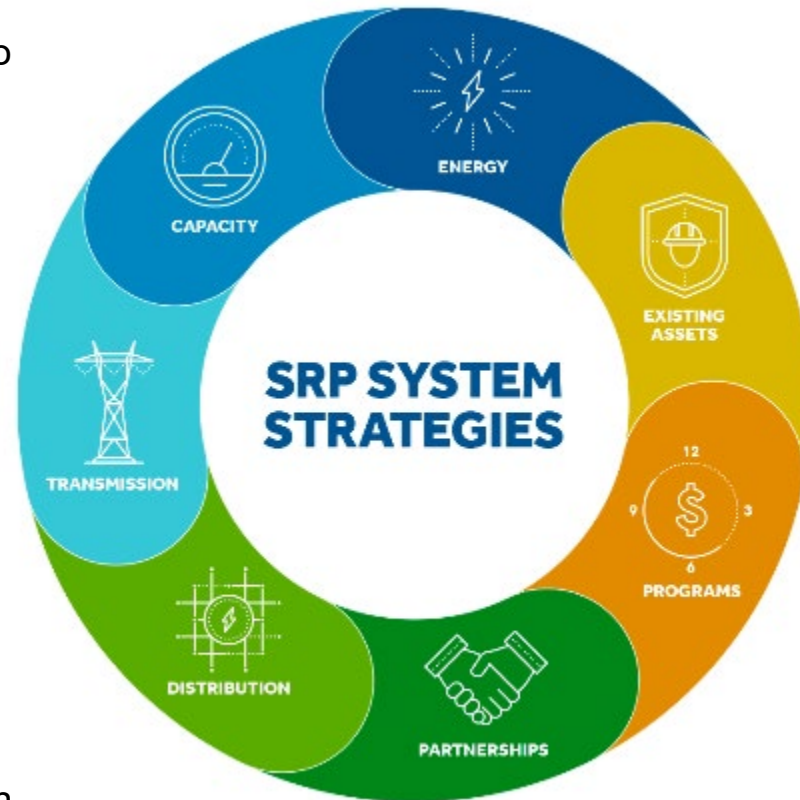 ENERGY
CAPACITY
EXISTING
ASSETS
SRP SYSTEM
STRATEGIES
TRANSMISSION
12
9
3
6
PROGRAMS
DISTRIBUTION
PARTNERSHIPS